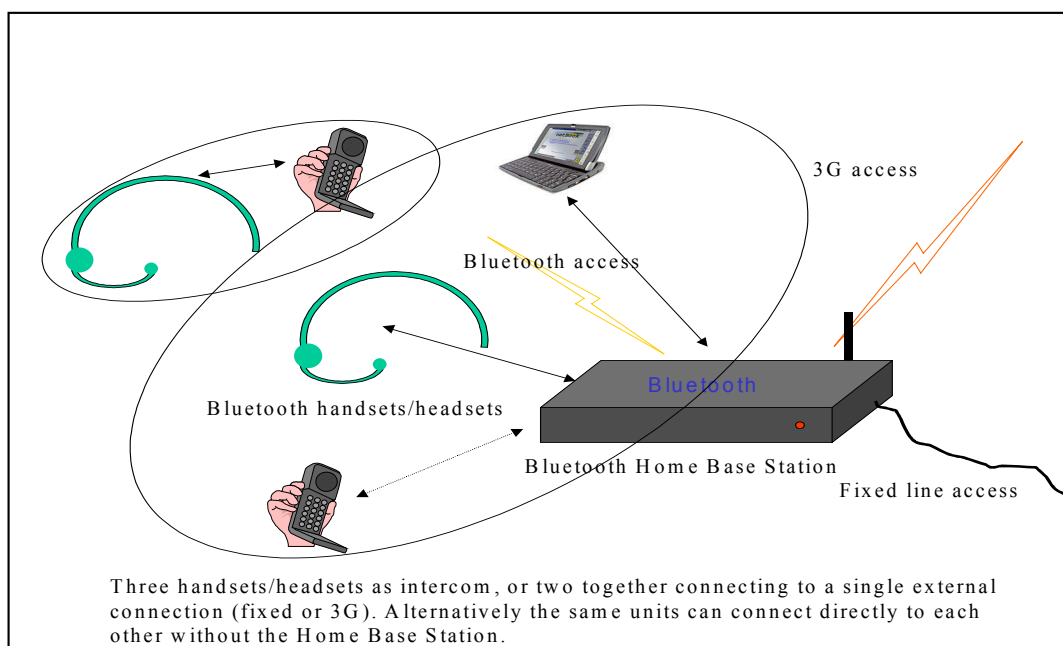 3G access
Bluetooth access
Bluetooth
Bluetooth handsets/headsets
Bluetooth Home Base Station
Fixed line access
Three handsets/headsets as intercom, or two together connecting to a single external
connection (fixed or 3G). Alternatively the same units can connect directly to each
other without the Home Base Station.